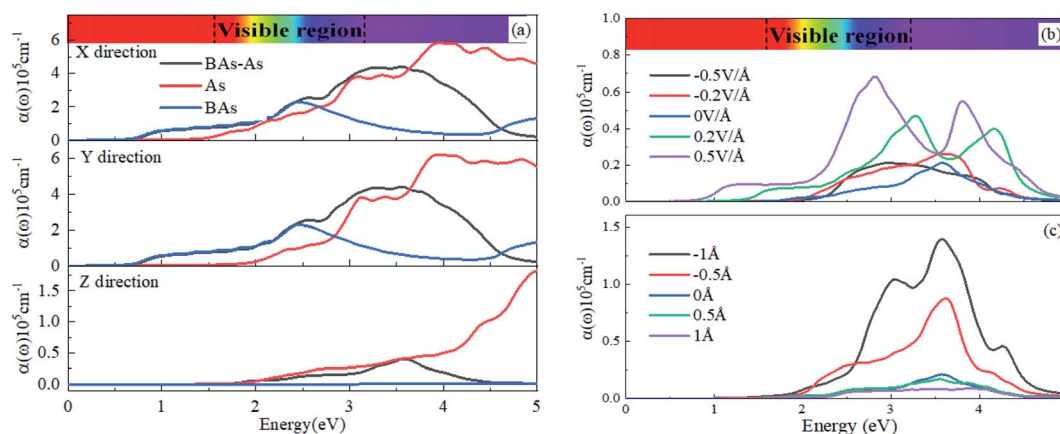 Visible region
(a)
X direction
BAs-As
As
BAs
α(ω)10⁵cm⁻¹
6
4
2
0
Y direction
α(ω)10⁵cm⁻¹
6
4
2
0
Z direction
α(ω)10⁵cm⁻¹
1.5
1.0
0.5
0.0
0 1 2 3 4 5
Energy(eV)
Visible region
(b)
-0.5V/Å
-0.2V/Å
0V/Å
0.2V/Å
0.5V/Å
α(ω)10⁵cm⁻¹
1.0
0.8
0.6
0.4
0.2
0.0
(c)
-1Å
-0.5Å
0Å
0.5Å
1Å
α(ω)10⁵cm⁻¹
1.5
1.0
0.5
0.0
0 1 2 3 4
Energy (eV)